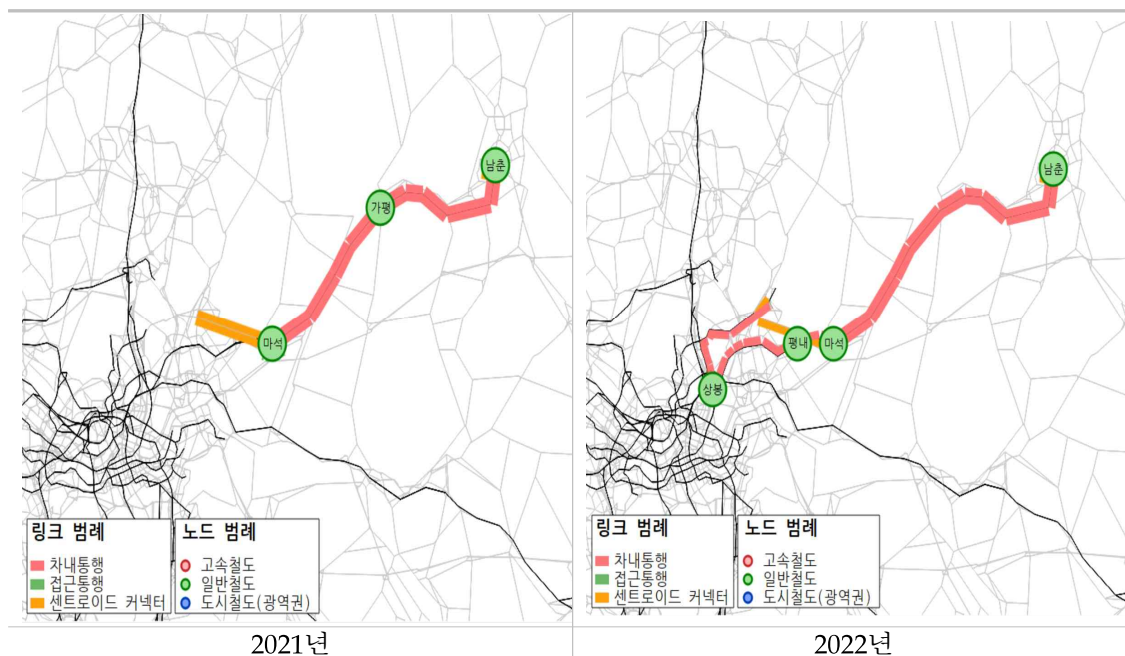 남춘
가평
마석
링크 범례
차내통행
접근통행
센트로이드 커넥터
노드 범례
고속철도
일반철도
도시철도(광역권)
2021년
남춘
평내
마석
상봉
링크 범례
차내통행
접근통행
센트로이드 커넥터
노드 범례
고속철도
일반철도
도시철도(광역권)
2022년